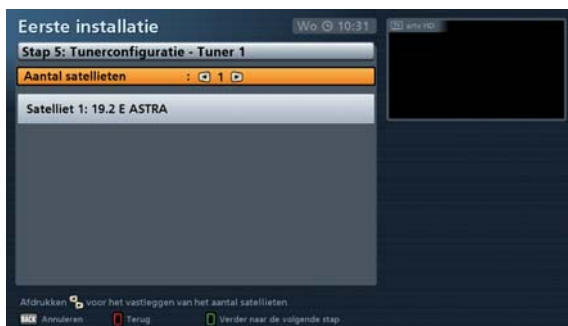 Eerste installatie
Wo 10:31
arte HD
Stap 5: Tunerconfiguratie - Tuner 1
Aantal satellieten : 1
Satelliet 1: 19.2 E ASTRA
Afdrukken voor het vastleggen van het aantal satellieten
BACK Annuleren Terug Verder naar de volgende stap